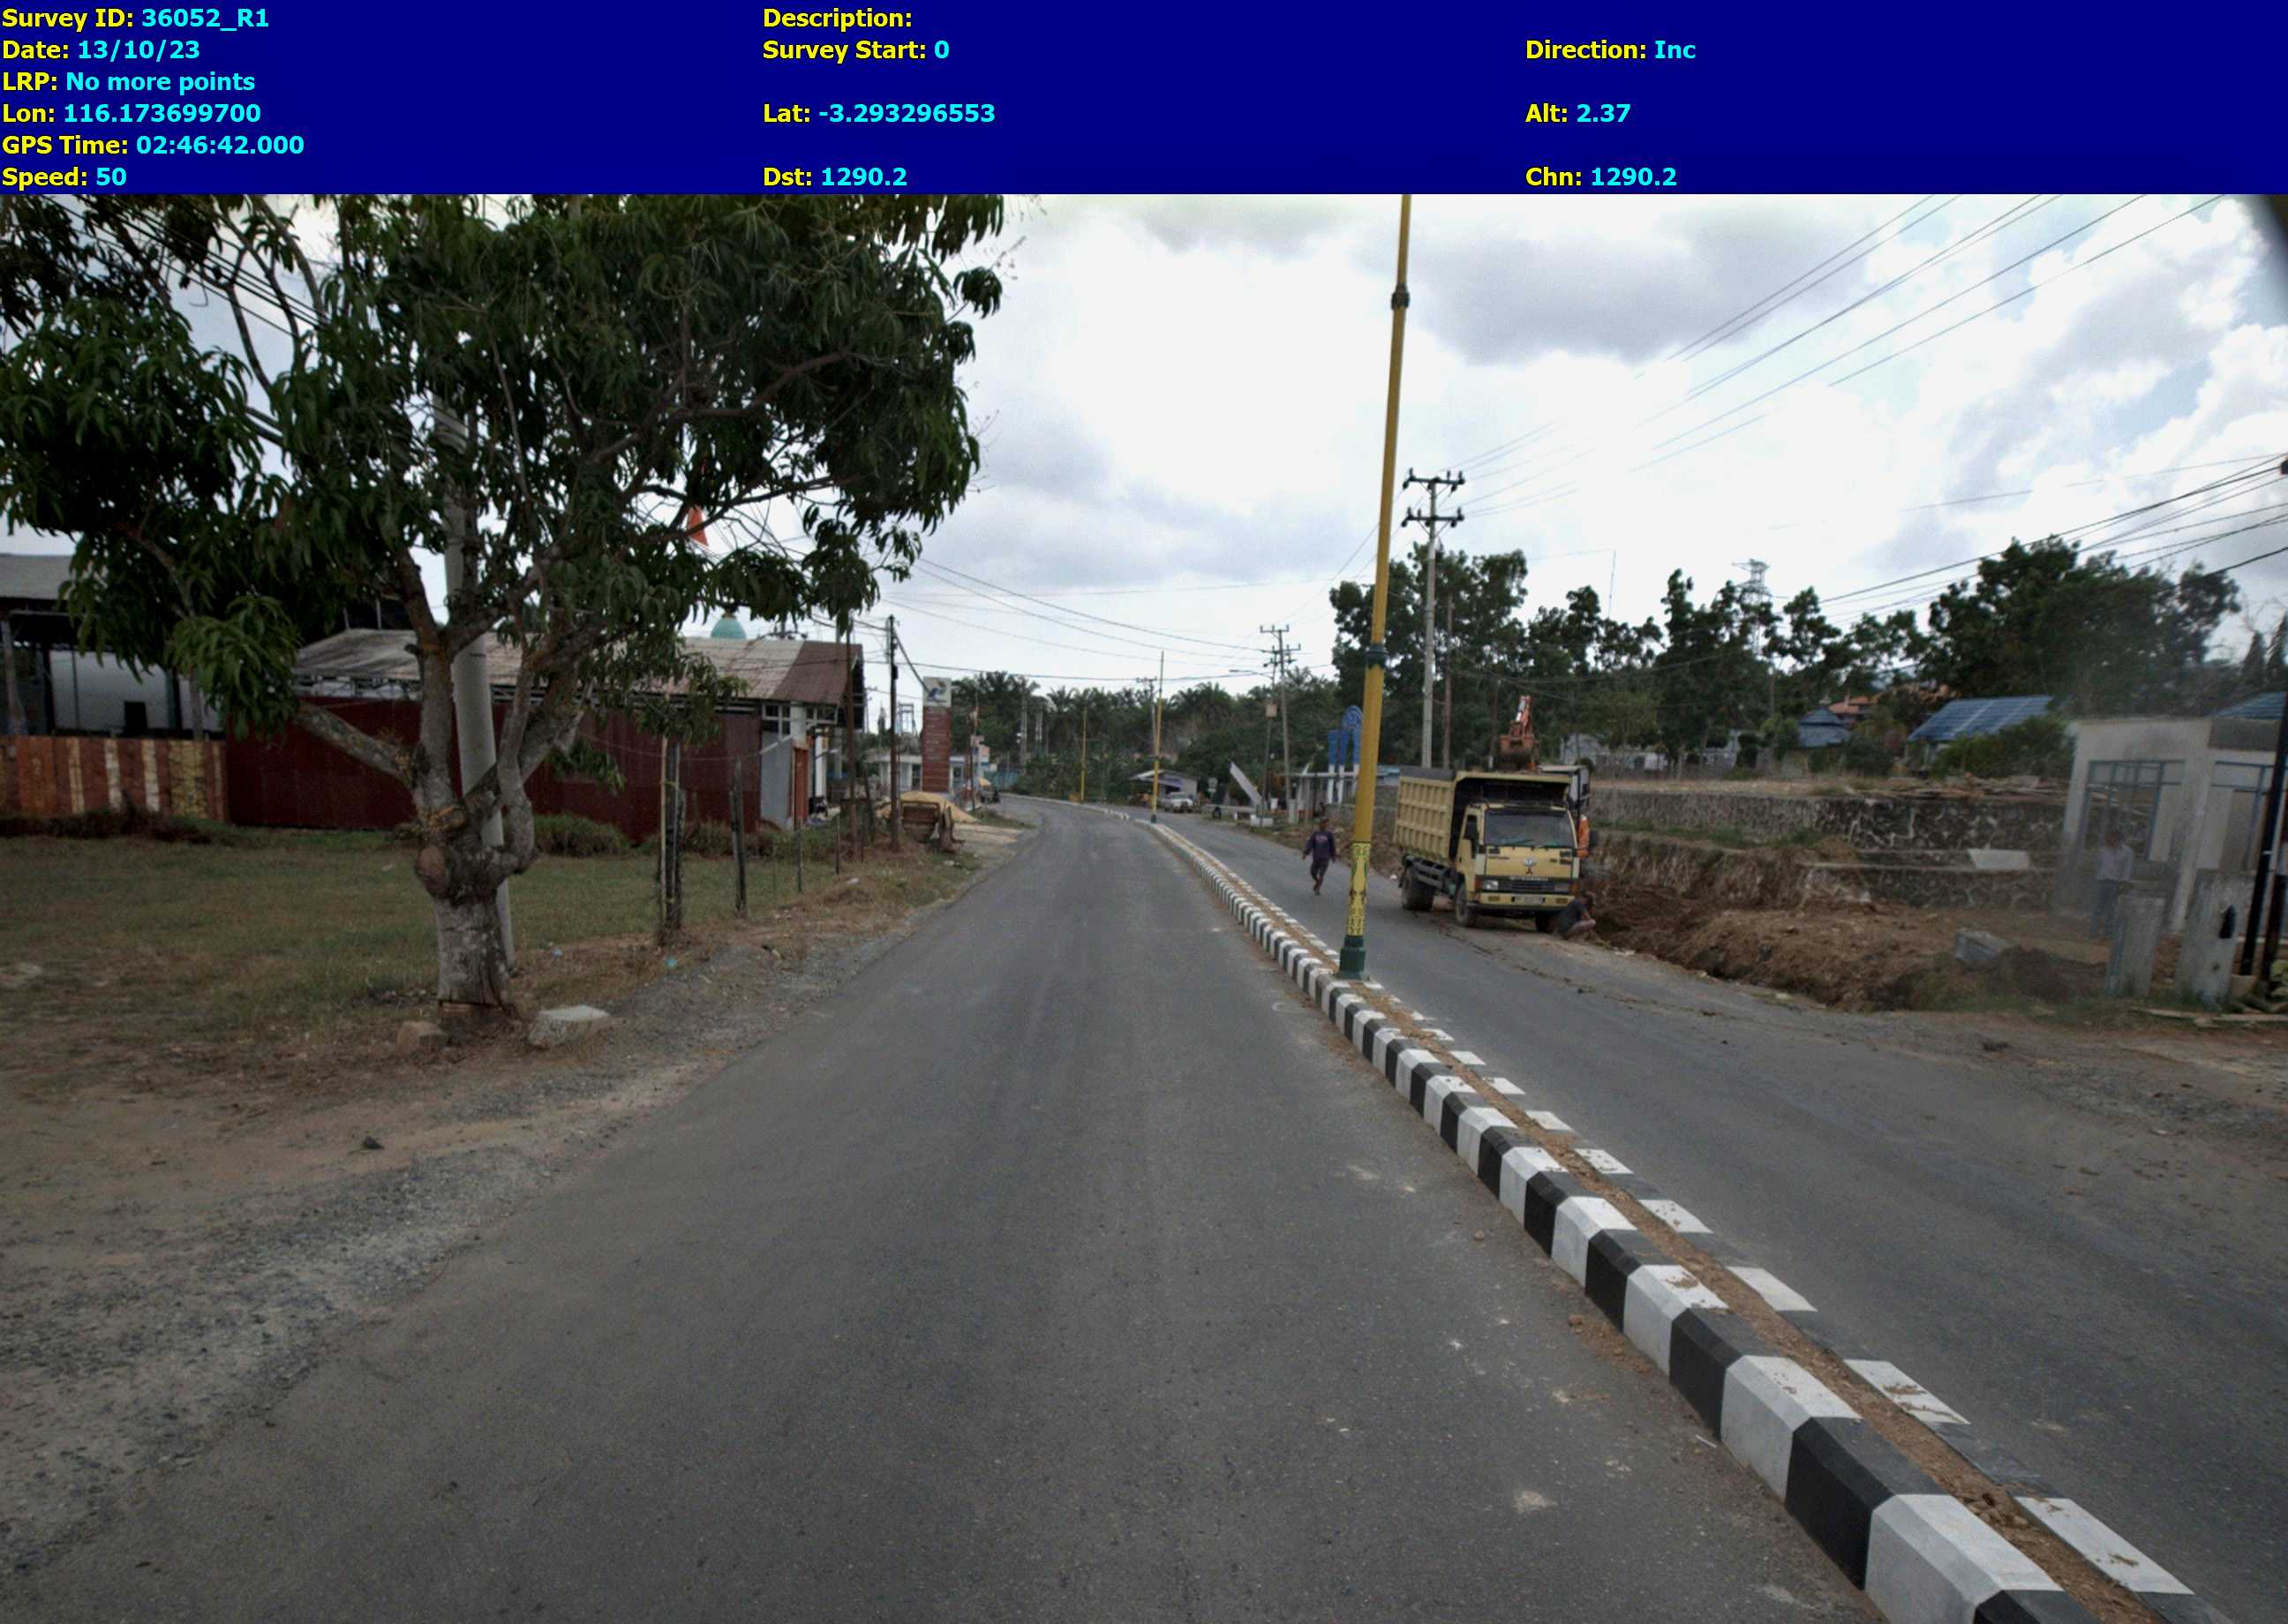 Survey ID: 36052_R1
Description:
Date: 13/10/23
Survey Start: 0
Direction: Inc
LRP: No more points
Lon: 116.173699700
Lat: -3.293296553
Alt: 2.37
GPS Time: 02:46:42.000
Speed: 50
Dst: 1290.2
Chn: 1290.2